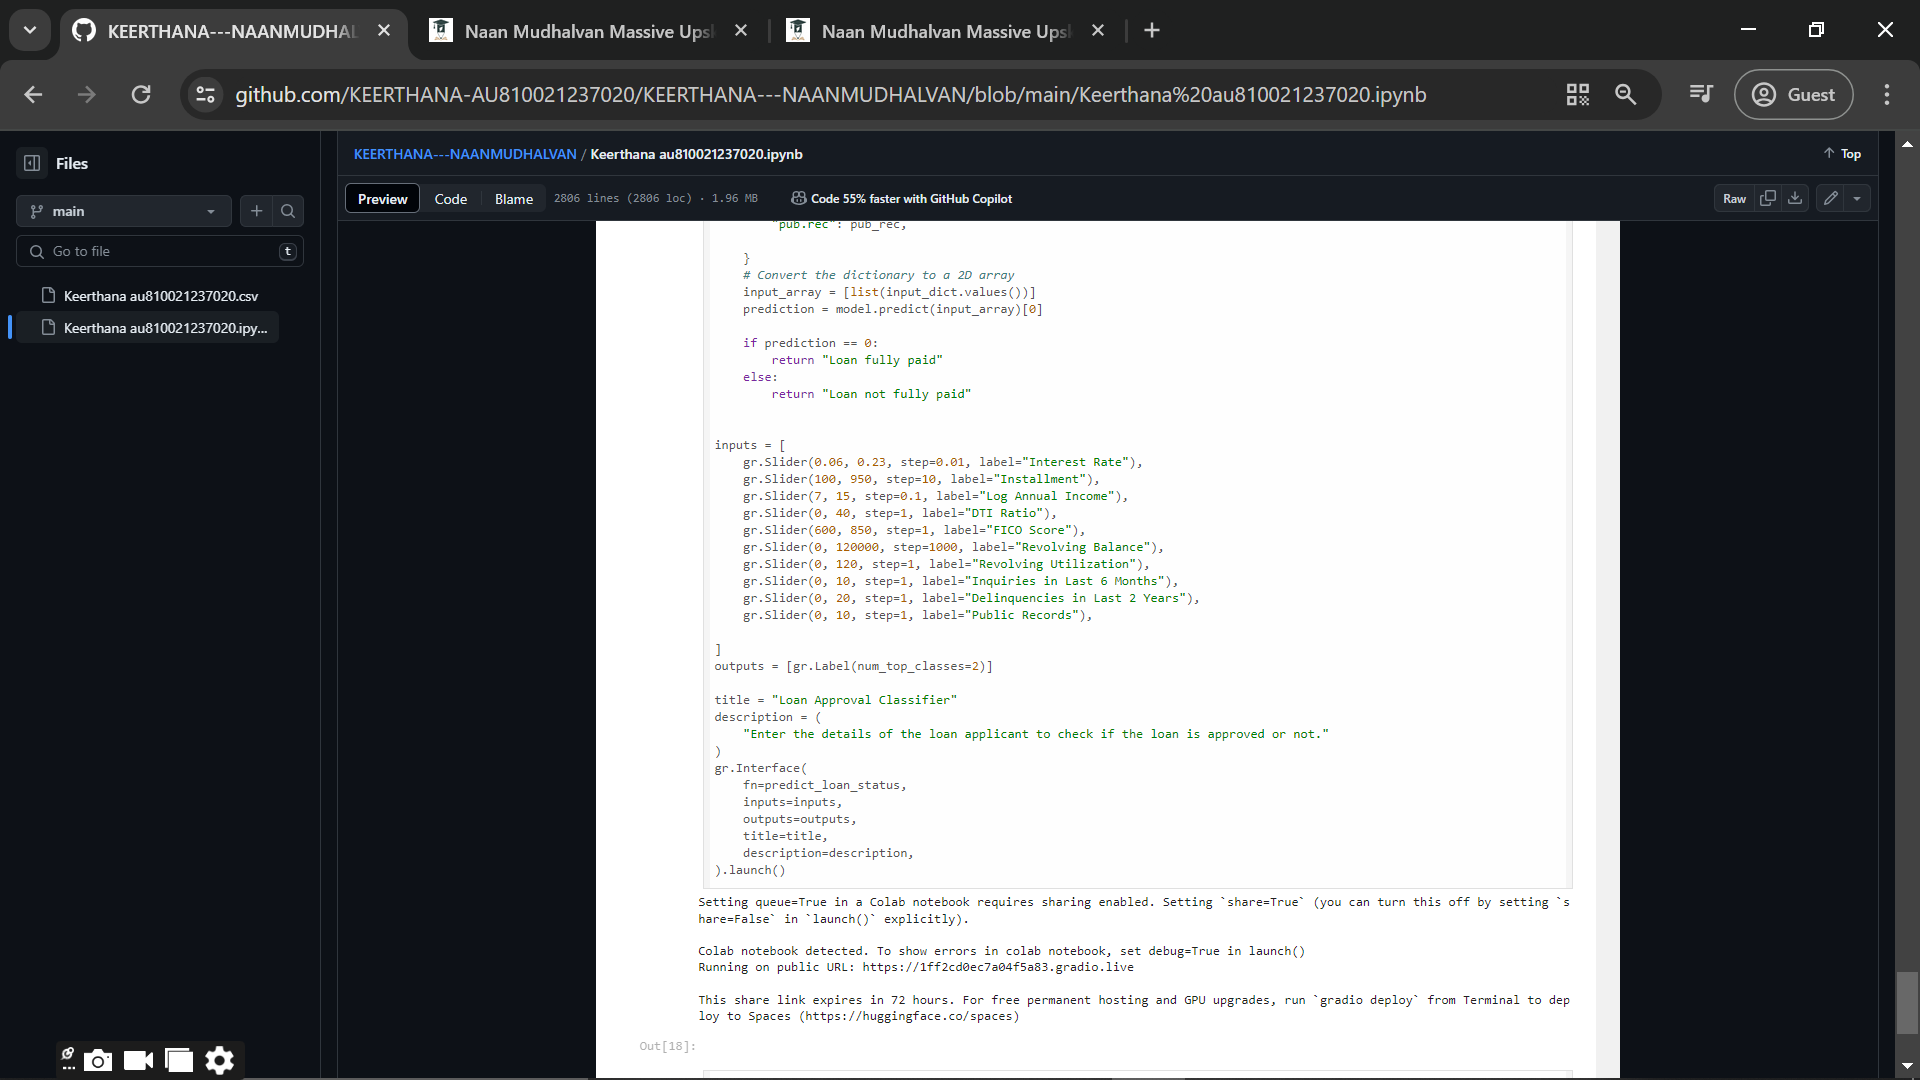 KEERTHANA---NAANMUDHAL
Naan Mudhalvan Massive Ups
Naan Mudhalvan Massive Ups
github.com/KEERTHANA-AU810021237020/KEERTHANA---NAANMUDHALVAN/blob/main/Keerthana%20au810021237020.ipynb
Guest
Files
KEERTHANA---NAANMUDHALVAN / Keerthana au810021237020.ipynb
Top
main
Preview
Code
Blame
2806 lines (2806 loc) · 1.96 MB
Code 55% faster with GitHub Copilot
Raw
Go to file
t
Keerthana au810021237020.csv
Keerthana au810021237020.ipy...
"pub.rec": pub_rec,
}
# Convert the dictionary to a 2D array
input_array = [list(input_dict.values())]
prediction = model.predict(input_array)[0]
if prediction == 0:
return "Loan fully paid"
else:
return "Loan not fully paid"
inputs = [
gr.Slider(0.06, 0.23, step=0.01, label="Interest Rate"),
gr.Slider(100, 950, step=10, label="Installment"),
gr.Slider(7, 15, step=0.1, label="Log Annual Income"),
gr.Slider(0, 40, step=1, label="DTI Ratio"),
gr.Slider(600, 850, step=1, label="FICO Score"),
gr.Slider(0, 120000, step=1000, label="Revolving Balance"),
gr.Slider(0, 120, step=1, label="Revolving Utilization"),
gr.Slider(0, 10, step=1, label="Inquiries in Last 6 Months"),
gr.Slider(0, 20, step=1, label="Delinquencies in Last 2 Years"),
gr.Slider(0, 10, step=1, label="Public Records"),
]
outputs = [gr.Label(num_top_classes=2)]
title = "Loan Approval Classifier"
description = (
"Enter the details of the loan applicant to check if the loan is approved or not."
)
gr.Interface(
fn=predict_loan_status,
inputs=inputs,
outputs=outputs,
title=title,
description=description,
).launch()
Setting queue=True in a Colab notebook requires sharing enabled. Setting `share=True` (you can turn this off by setting `s
hare=False` in `launch()` explicitly).
Colab notebook detected. To show errors in colab notebook, set debug=True in launch()
Running on public URL: https://1ff2cd0ec7a04f5a83.gradio.live
This share link expires in 72 hours. For free permanent hosting and GPU upgrades, run `gradio deploy` from Terminal to dep
loy to Spaces (https://huggingface.co/spaces)
Out[18]: